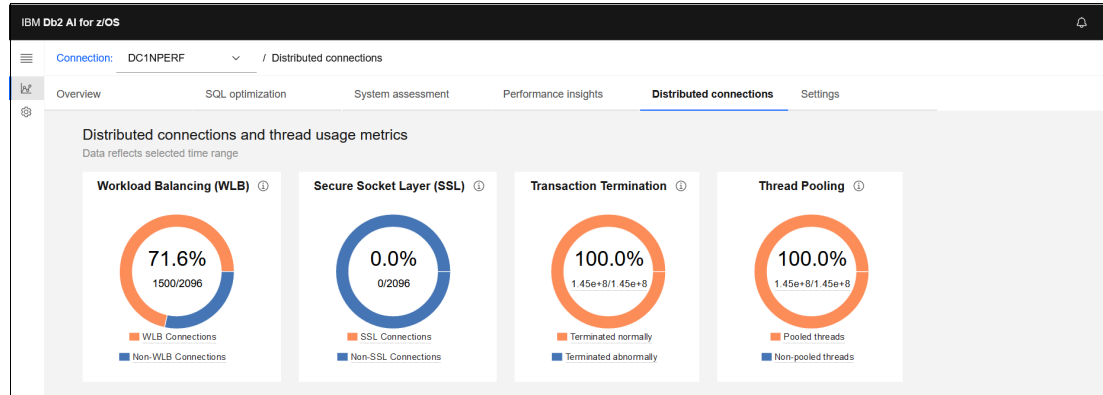 IBM Db2 AI for z/OS
Connection: DC1NPERF / Distributed connections
Overview SQL optimization System assessment Performance insights Distributed connections Settings
Distributed connections and thread usage metrics
Data reflects selected time range
Workload Balancing (WLB)
71.6%
1500/2096
WLB Connections
Non-WLB Connections
Secure Socket Layer (SSL)
0.0%
0/2096
SSL Connections
Non-SSL Connections
Transaction Termination
100.0%
1.45e+8/1.45e+8
Terminated normally
Terminated abnormally
Thread Pooling
100.0%
1.45e+8/1.45e+8
Pooled threads
Non-pooled threads